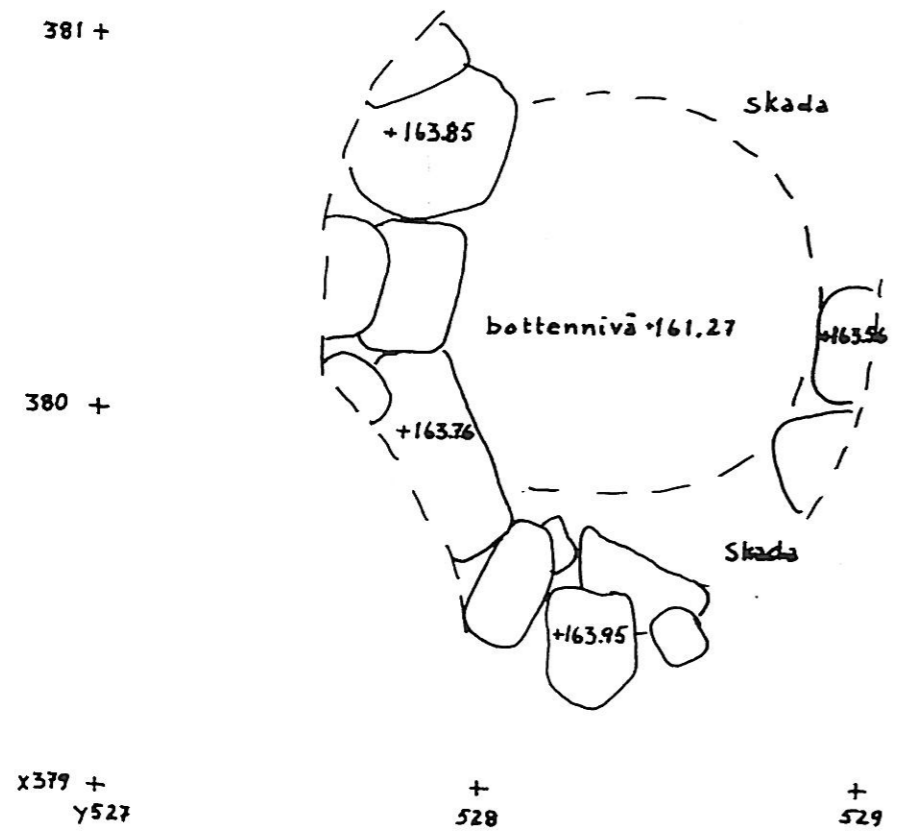 381 +
Skada
+163.85
bottennivå +161,27
+163.56
380 +
+163.76
Skada
+163.95
X379 +
Y527
528
529